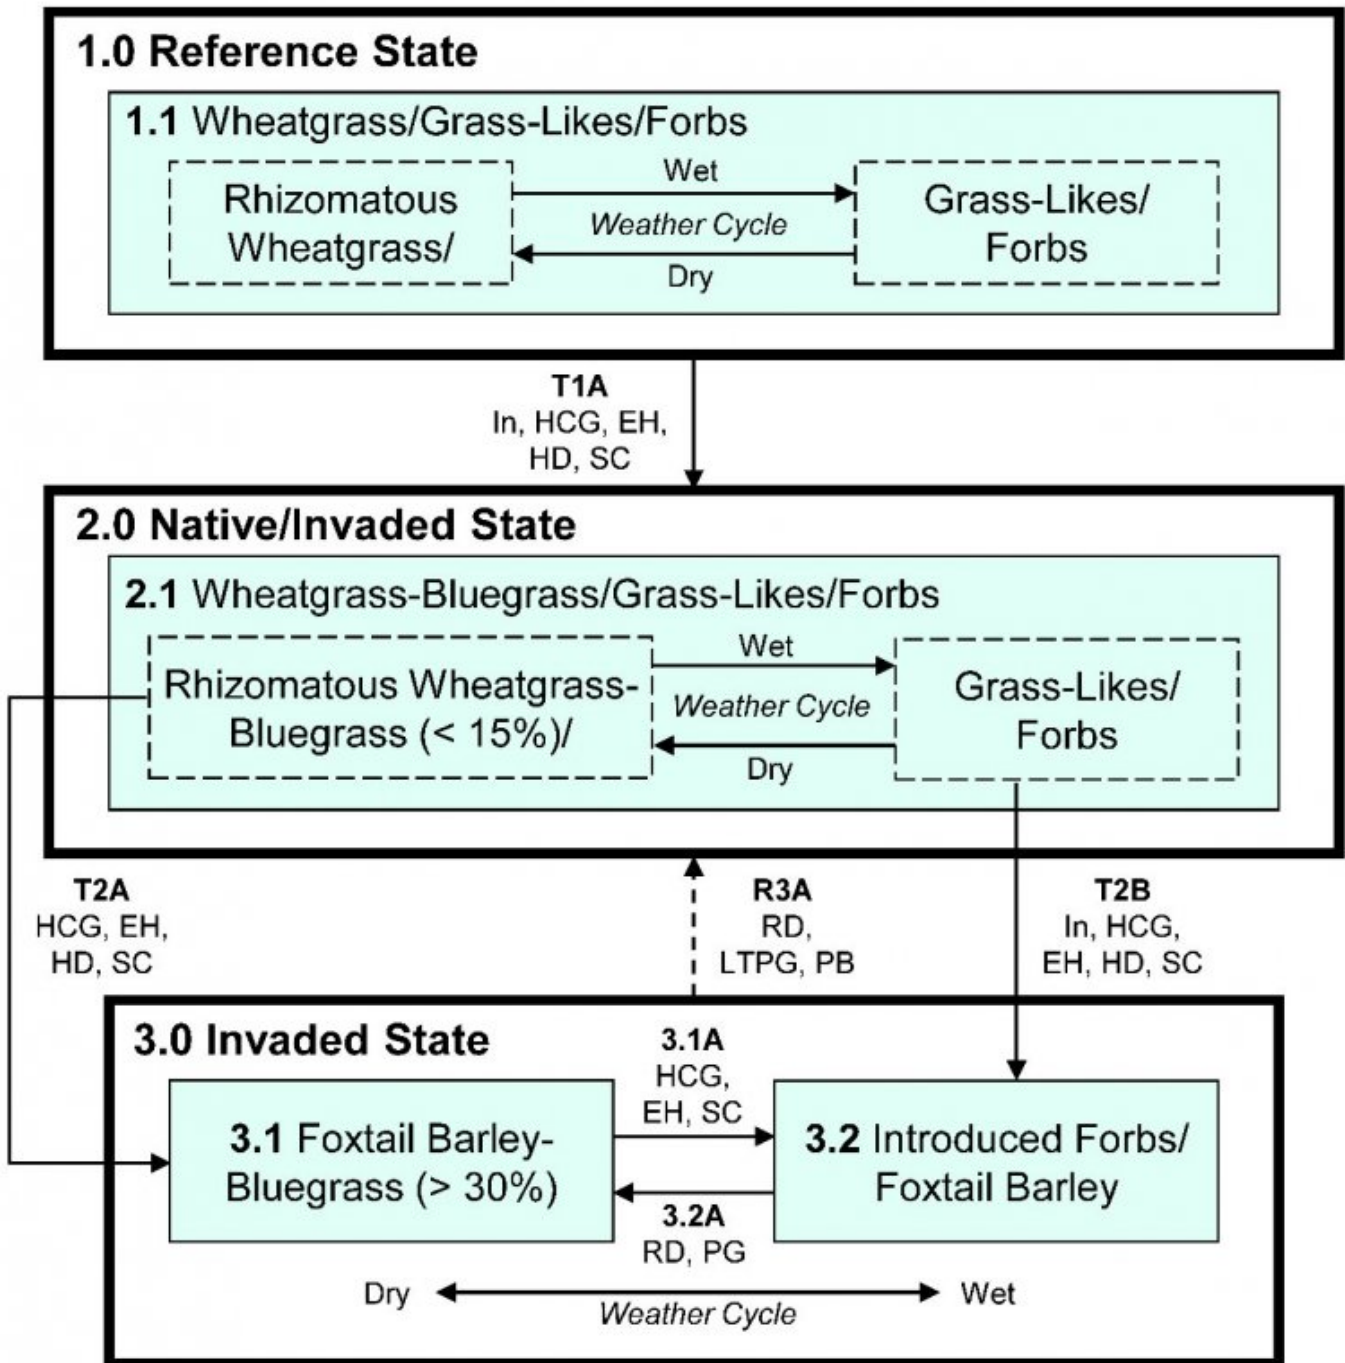 1.0 Reference State
1.1 Wheatgrass/Grass-Likes/Forbs
Rhizomatous
Wheatgrass/
Wet
Weather Cycle
Dry
Grass-Likes/
Forbs
T1A
In, HCG, EH,
HD, SC
2.0 Native/Invaded State
2.1 Wheatgrass-Bluegrass/Grass-Likes/Forbs
Rhizomatous Wheatgrass-
Bluegrass (< 15%)/
Wet
Weather Cycle
Dry
Grass-Likes/
Forbs
T2A
HCG, EH,
HD, SC
R3A
RD,
LTPG, PB
T2B
In, HCG,
EH, HD, SC
3.0 Invaded State
3.1 Foxtail Barley-
Bluegrass (> 30%)
3.1A
HCG,
EH, SC
3.2A
RD, PG
3.2 Introduced Forbs/
Foxtail Barley
Dry
Weather Cycle
Wet